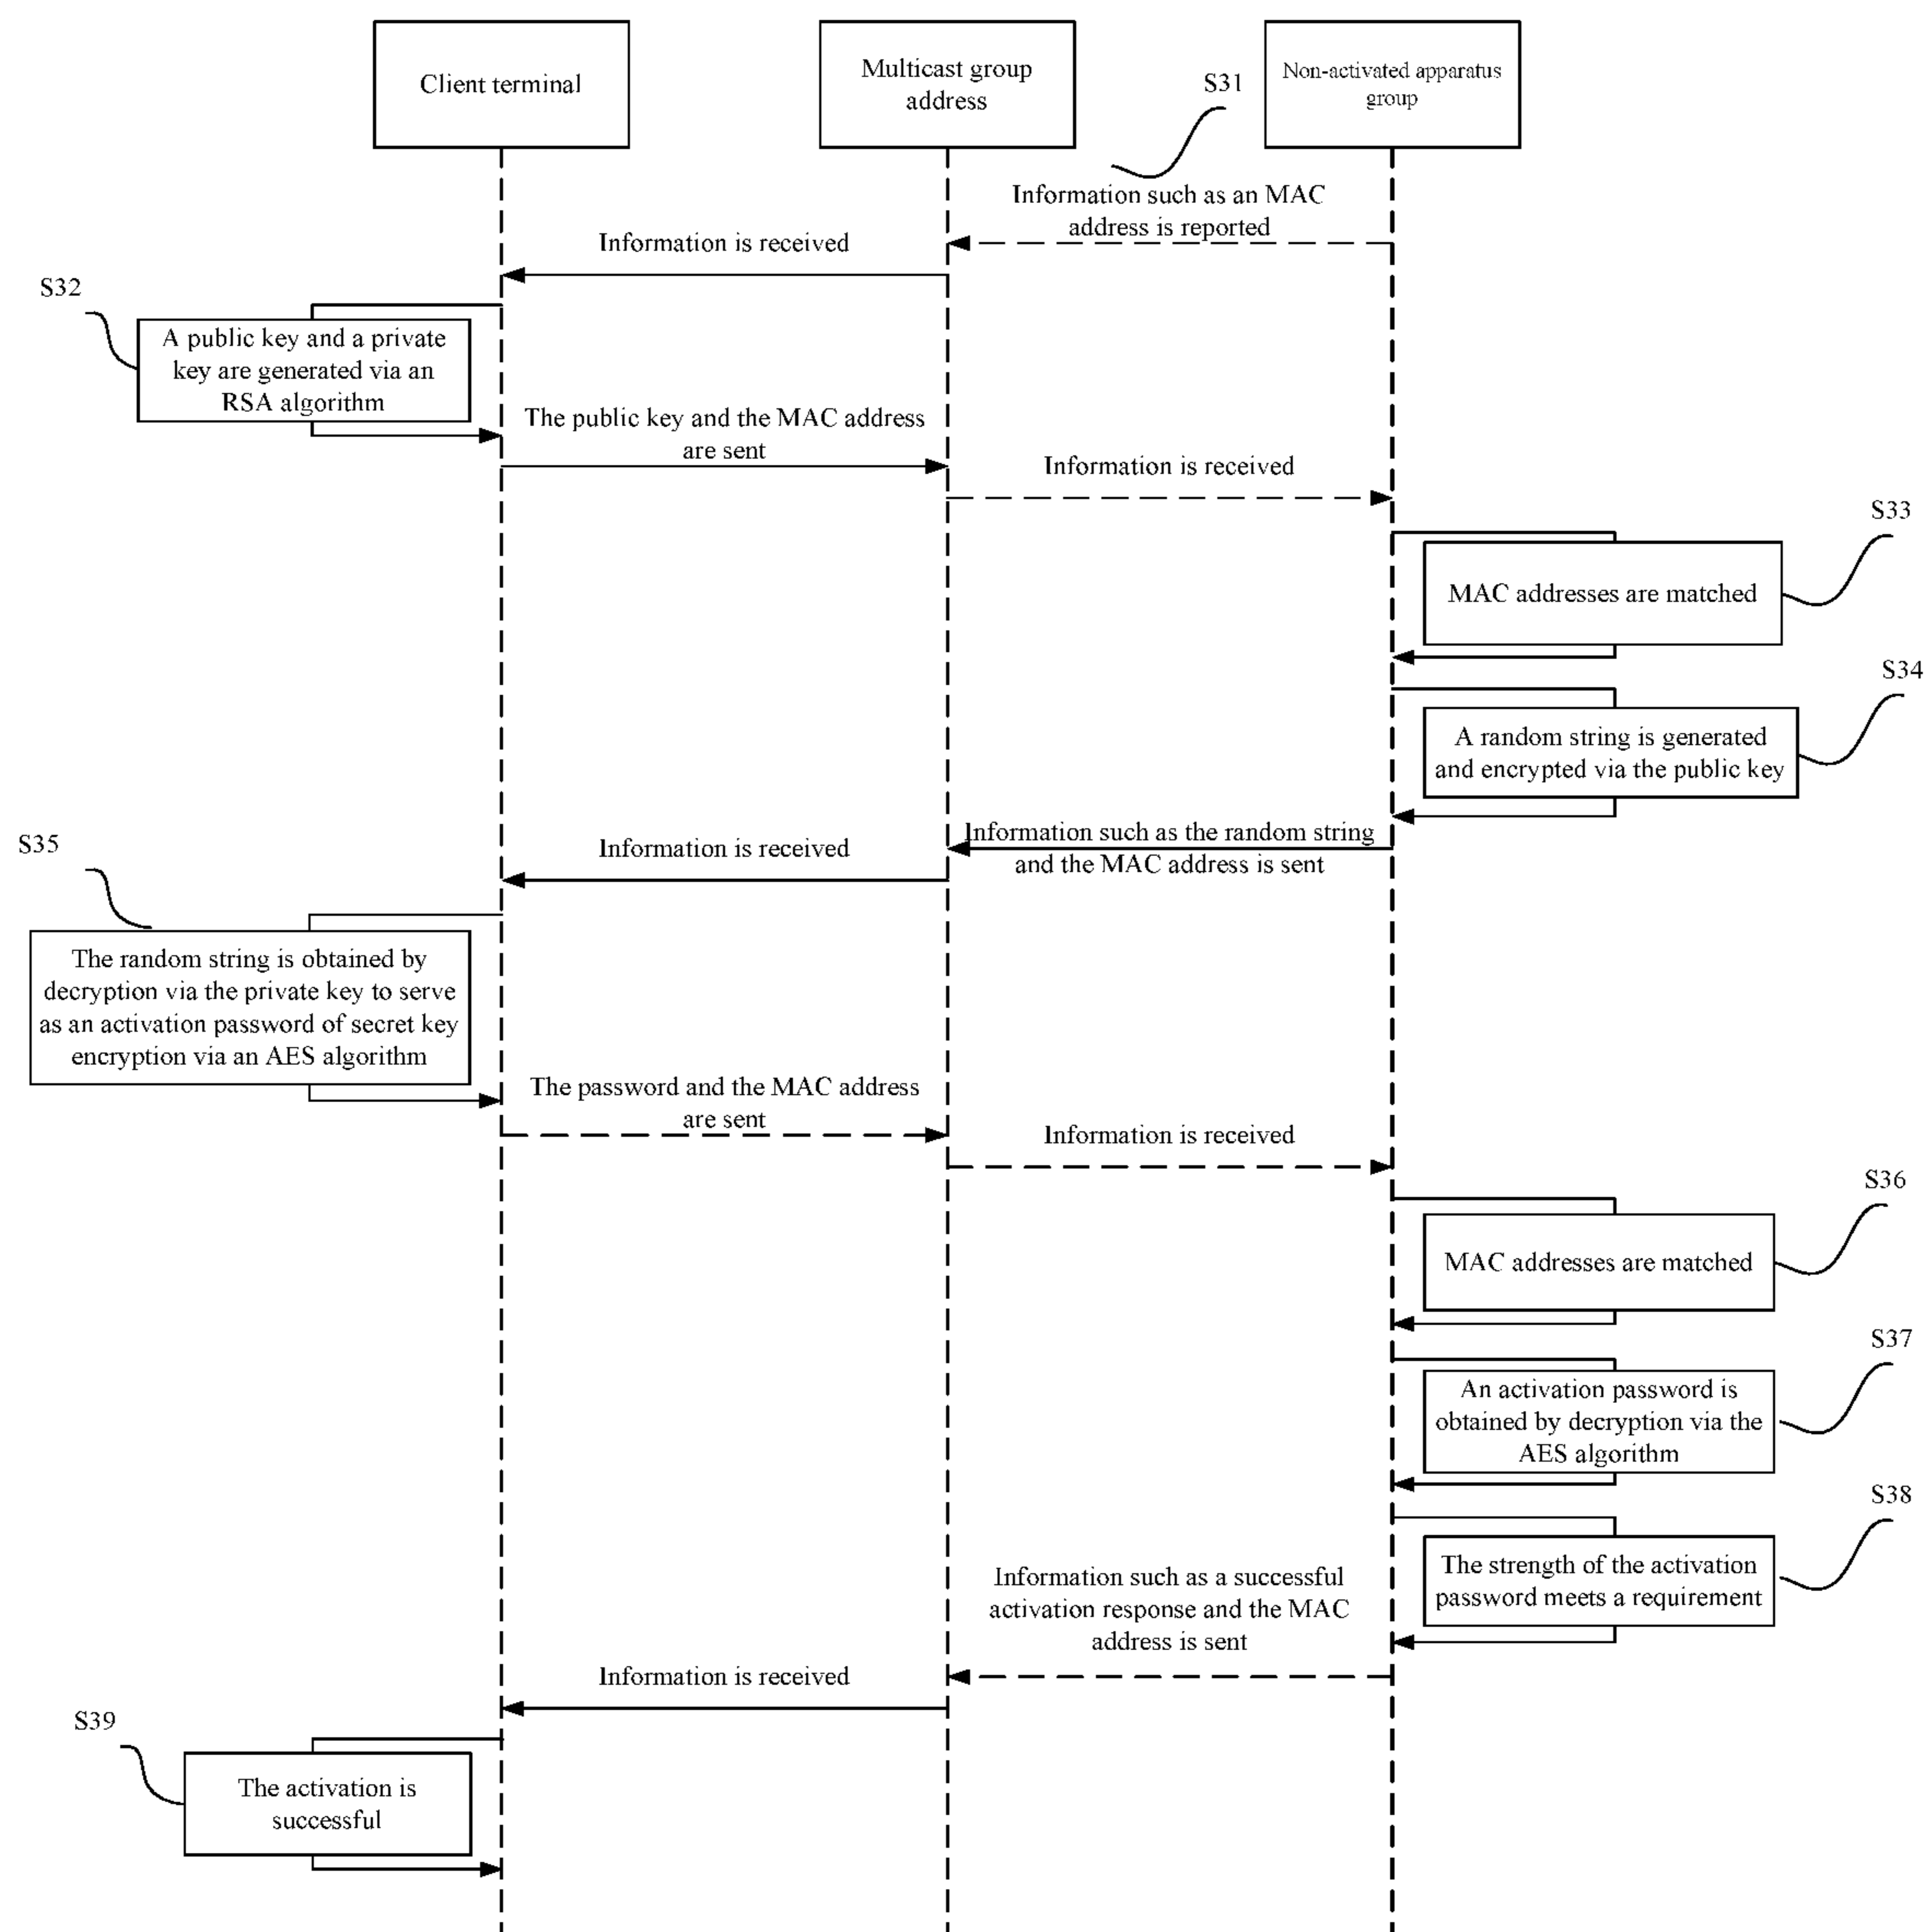 Client terminal
Multicast group
address
Non-activated apparatus
group
S31
Information such as an MAC
address is reported
Information is received
S32
A public key and a private
key are generated via an
RSA algorithm
The public key and the MAC address
are sent
Information is received
S33
MAC addresses are matched
S34
A random string is generated
and encrypted via the public key
Information such as the random string
and the MAC address is sent
Information is received
S35
The random string is obtained by
decryption via the private key to serve
as an activation password of secret key
encryption via an AES algorithm
The password and the MAC address
are sent
Information is received
S36
MAC addresses are matched
S37
An activation password is
obtained by decryption via the
AES algorithm
S38
The strength of the activation
password meets a requirement
Information such as a successful
activation response and the MAC
address is sent
Information is received
S39
The activation is
successful